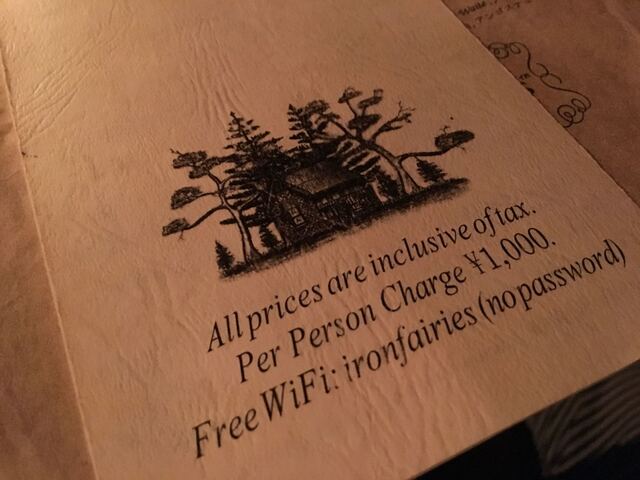 All prices are inclusive of tax.
Per Person Charge ¥1,000.
Free WiFi: ironfairies (no password)